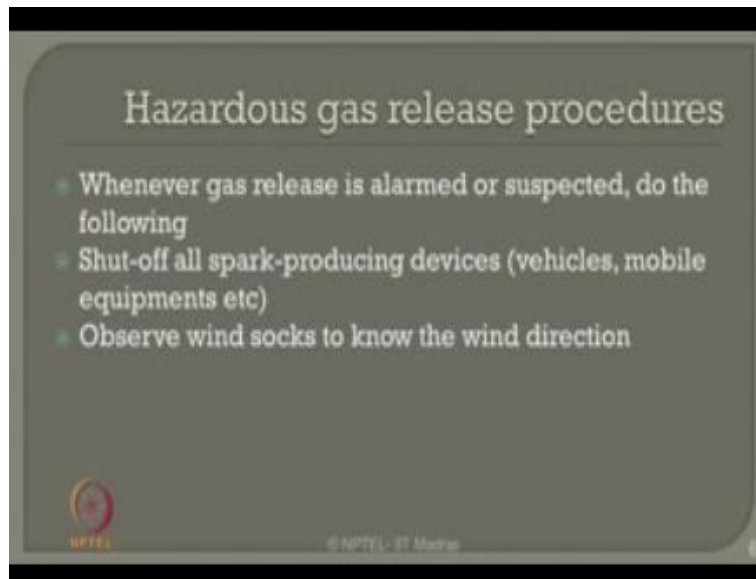 Hazardous gas release procedures
Whenever gas release is alarmed or suspected, do the
following
Shut-off all spark-producing devices (vehicles, mobile
equipments etc)
Observe wind socks to know the wind direction
NPTEL
© NPTEL- IIT Madras